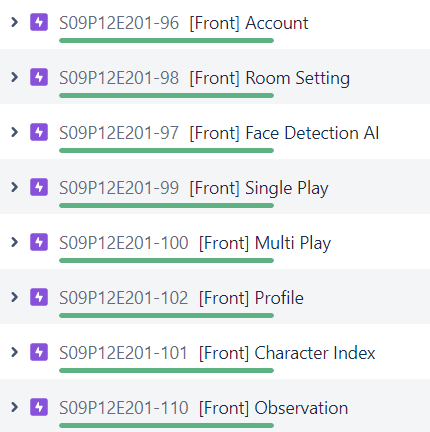 S09P12E201-96 [Front] Account
S09P12E201-98 [Front] Room Setting
S09P12E201-97 [Front] Face Detection AI
S09P12E201-99 [Front] Single Play
S09P12E201-100 [Front] Multi Play
S09P12E201-102 [Front] Profile
S09P12E201-101 [Front] Character Index
S09P12E201-110 [Front] Observation